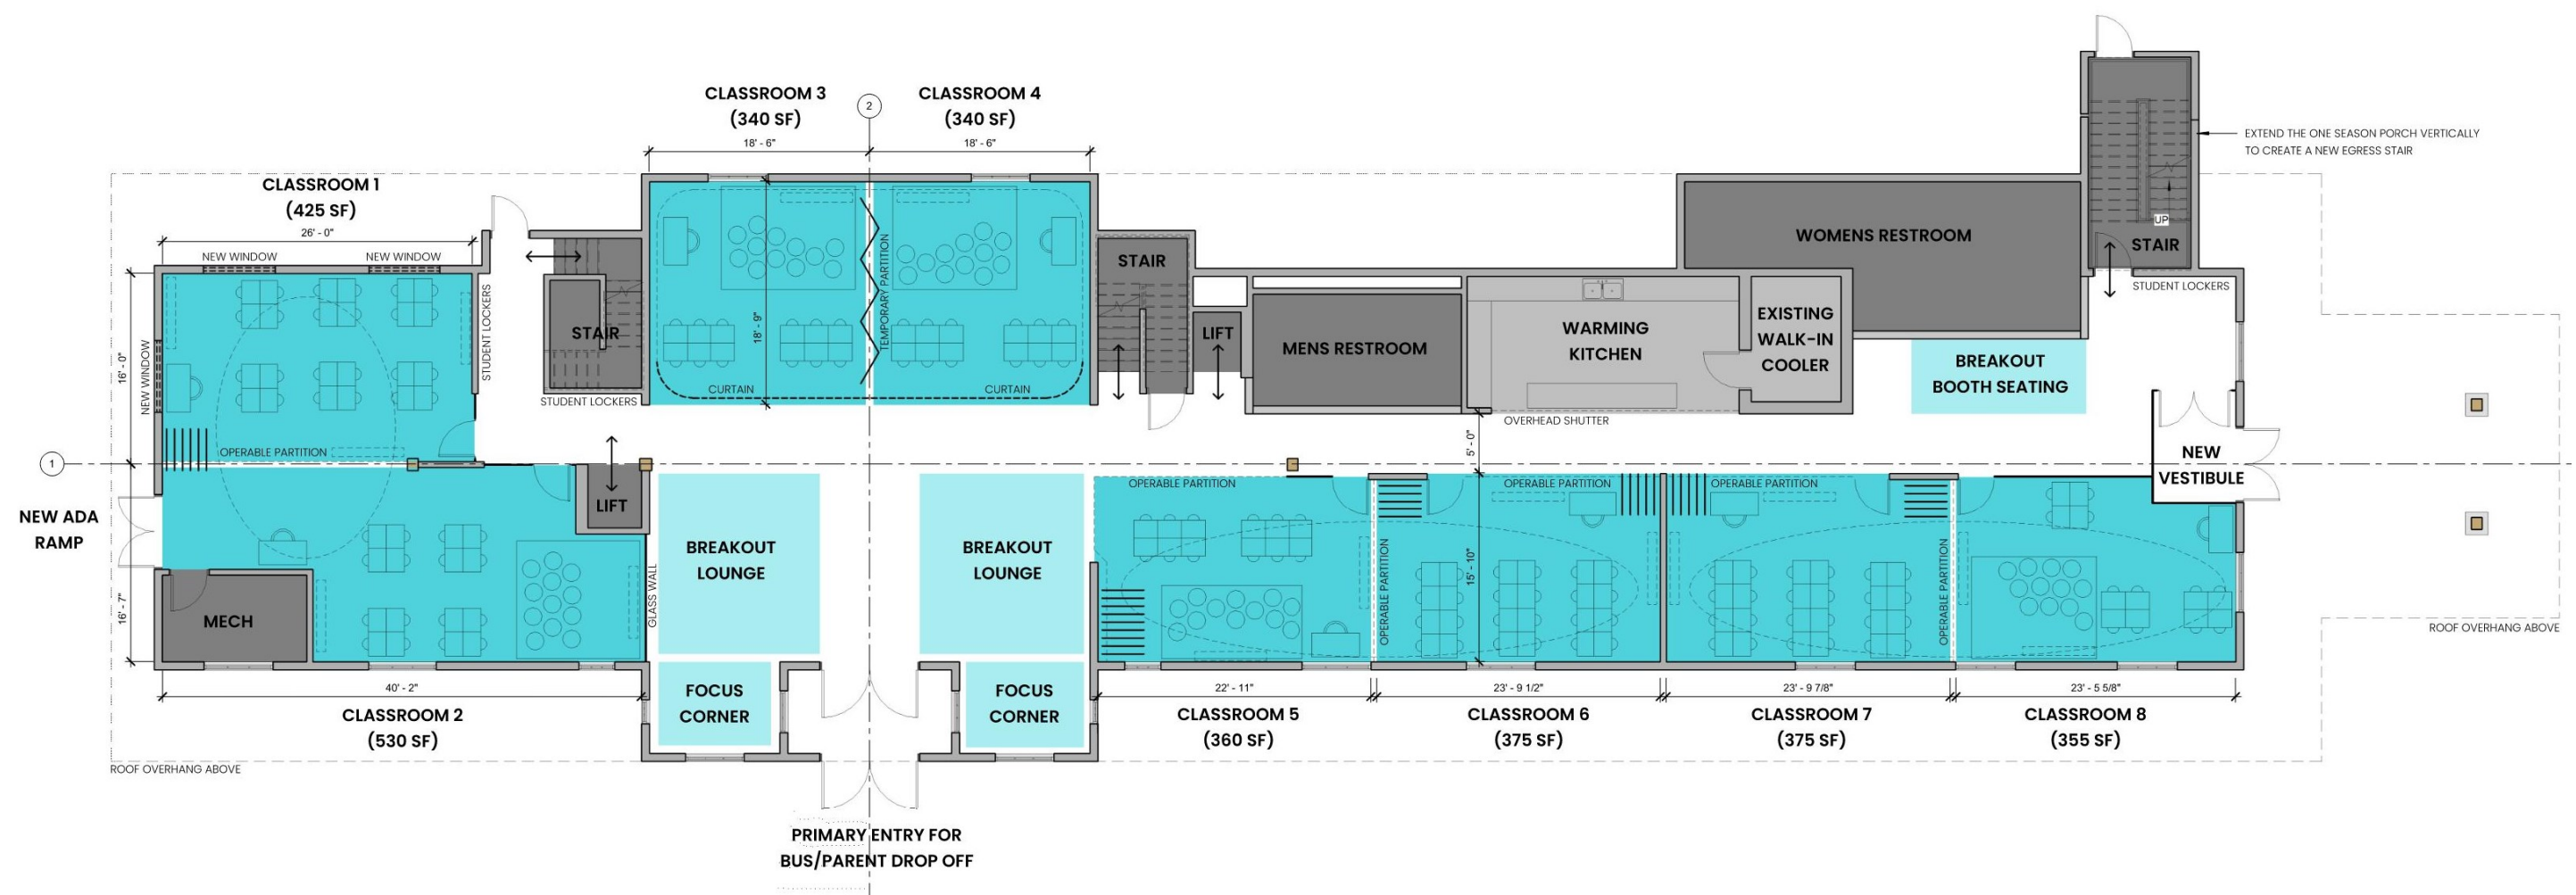 CLASSROOM 3
(340 SF)
2
CLASSROOM 4
(340 SF)
18' - 6"
18' - 6"
EXTEND THE ONE SEASON PORCH VERTICALLY
TO CREATE A NEW EGRESS STAIR
CLASSROOM 1
(425 SF)
26' - 0"
NEW WINDOW
NEW WINDOW
NEW WINDOW
16' - 0"
STUDENT LOCKERS
STAIR
STUDENT LOCKERS
OPERABLE PARTITION
18' - 9"
TEMPORARY PARTITION
CURTAIN
CURTAIN
STAIR
LIFT
MENS RESTROOM
WARMING
KITCHEN
OVERHEAD SHUTTER
EXISTING
WALK-IN
COOLER
WOMENS RESTROOM
UP
STAIR
STUDENT LOCKERS
BREAKOUT
BOOTH SEATING
NEW
VESTIBULE
1
NEW ADA
RAMP
16' - 7"
MECH
LIFT
GLASS WALL
BREAKOUT
LOUNGE
BREAKOUT
LOUNGE
FOCUS
CORNER
FOCUS
CORNER
5' - 0"
15' - 10"
OPERABLE PARTITION
OPERABLE PARTITION
OPERABLE PARTITION
OPERABLE PARTITION
OPERABLE PARTITION
ROOF OVERHANG ABOVE
40' - 2"
CLASSROOM 2
(530 SF)
22' - 11"
CLASSROOM 5
(360 SF)
23' - 9 1/2"
CLASSROOM 6
(375 SF)
23' - 9 7/8"
CLASSROOM 7
(375 SF)
23' - 5 5/8"
CLASSROOM 8
(355 SF)
ROOF OVERHANG ABOVE
PRIMARY ENTRY FOR
BUS/PARENT DROP OFF